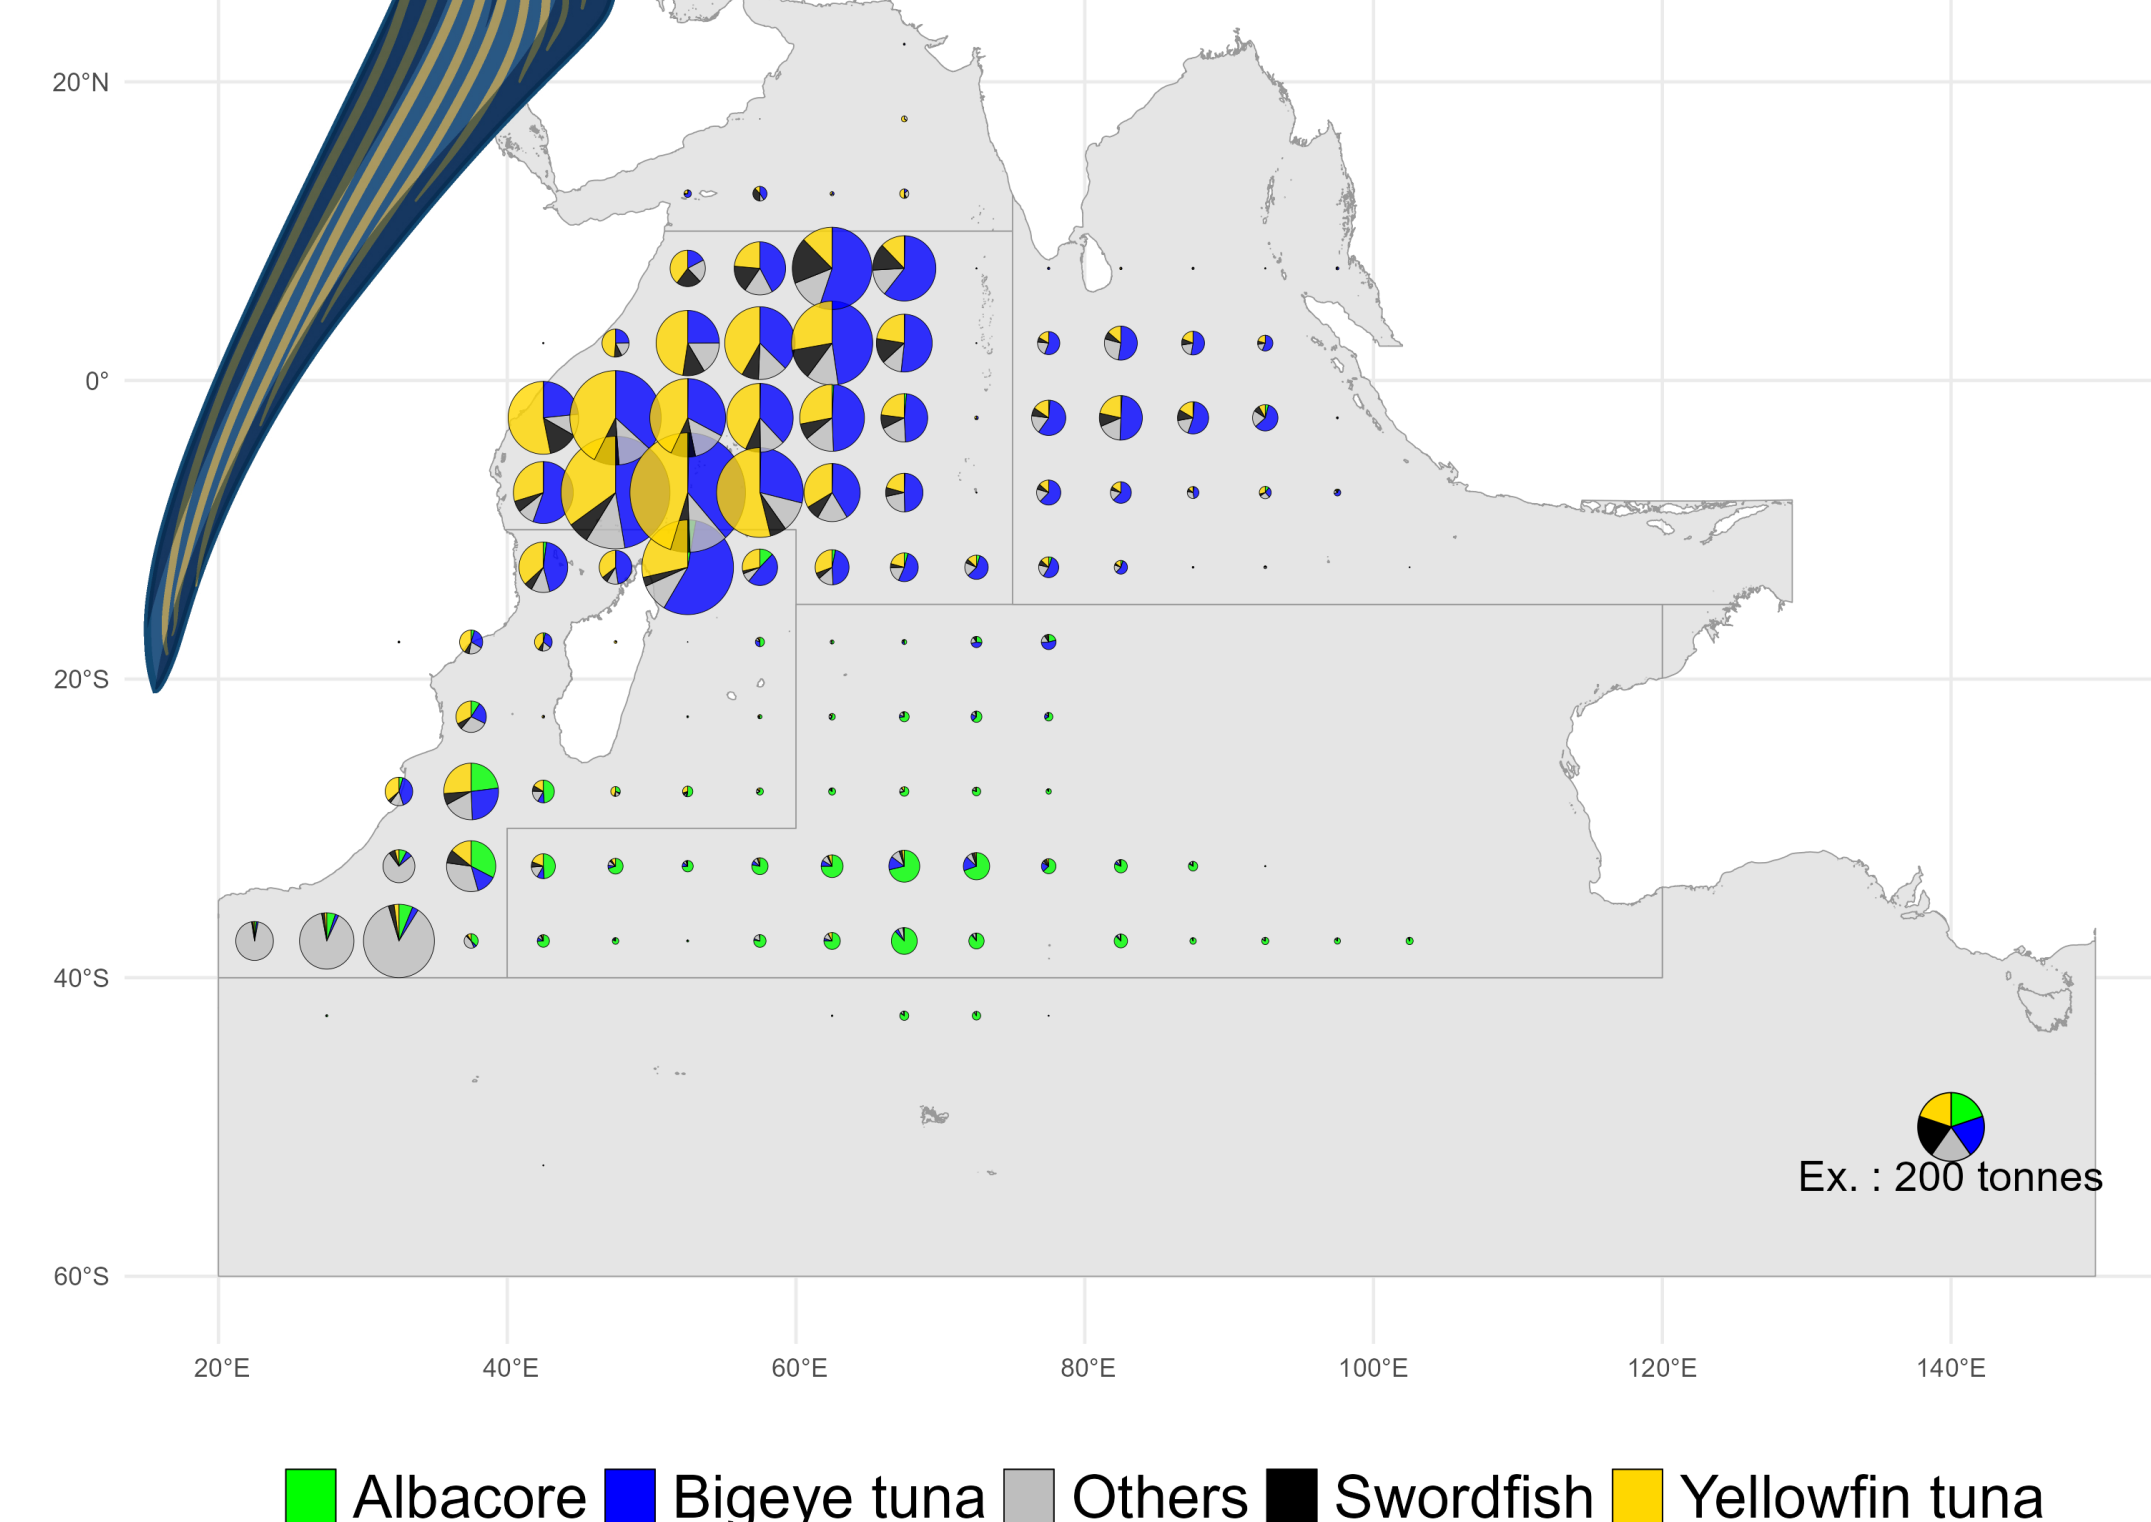 20°N
0°
20°S
40°S
60°S
Ex. : 200 tonnes
20°E 40°E 60°E 80°E 100°E 120°E 140°E
Albacore Bigeye tuna Others Swordfish Yellowfin tuna